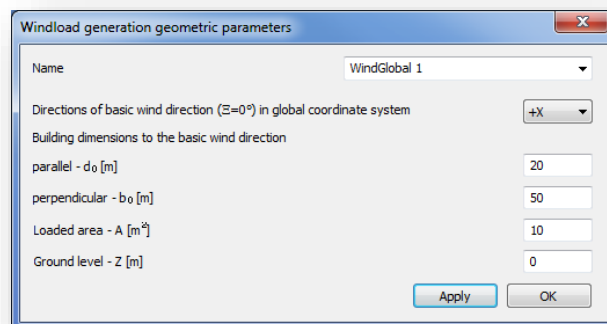 Windload generation geometric parameters
Name WindGlobal 1
Directions of basic wind direction (Ξ=0°) in global coordinate system +X
Building dimensions to the basic wind direction
parallel - d₀ [m] 20
perpendicular - b₀ [m] 50
Loaded area - A [m²] 10
Ground level - Z [m] 0
Apply OK